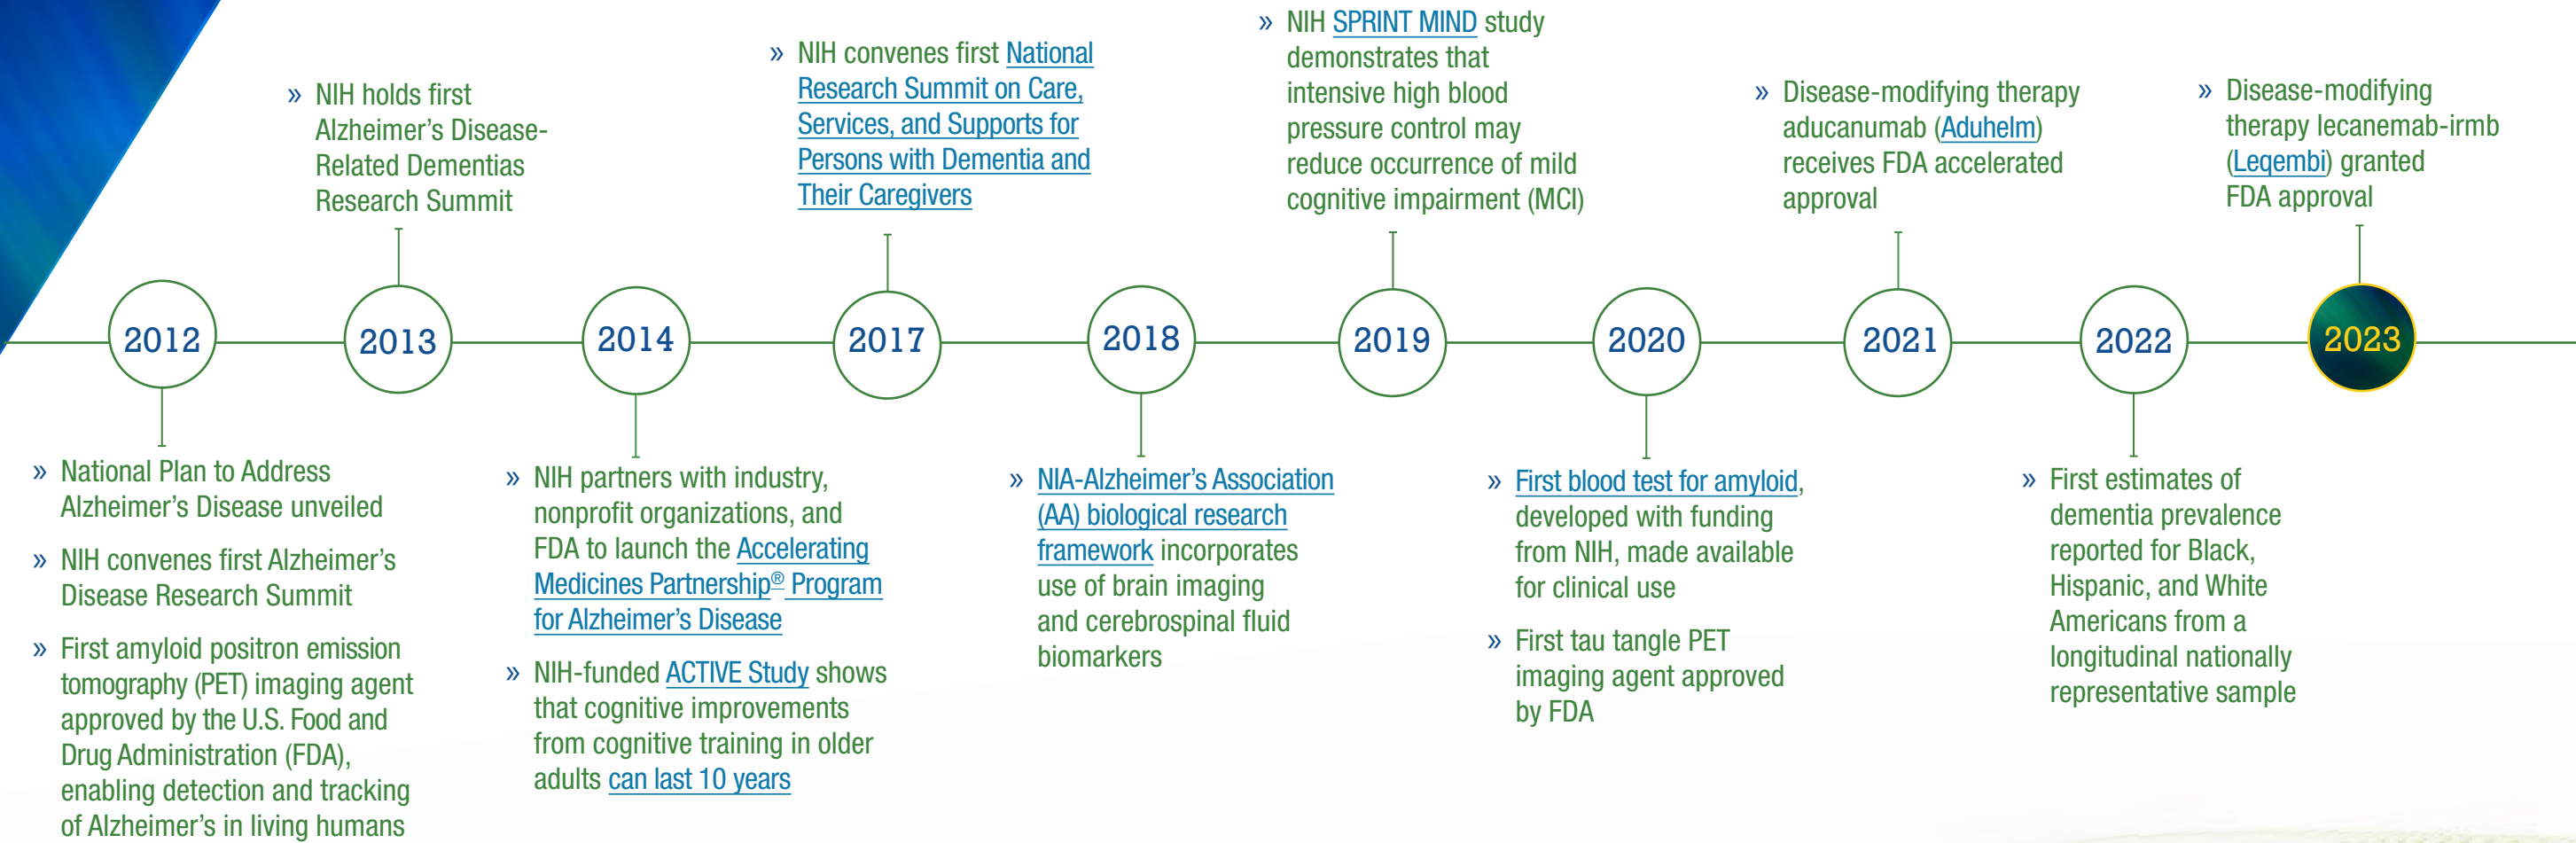 2012
» National Plan to Address
Alzheimer’s Disease unveiled
» NIH convenes first Alzheimer’s
Disease Research Summit
» First amyloid positron emission
tomography (PET) imaging agent
approved by the U.S. Food and
Drug Administration (FDA),
enabling detection and tracking
of Alzheimer’s in living humans
» NIH holds first
Alzheimer’s Disease-
Related Dementias
Research Summit
2013
2014
» NIH partners with industry,
nonprofit organizations, and
FDA to launch the Accelerating
Medicines Partnership® Program
for Alzheimer’s Disease
» NIH-funded ACTIVE Study shows
that cognitive improvements
from cognitive training in older
adults can last 10 years
» NIH convenes first National
Research Summit on Care,
Services, and Supports for
Persons with Dementia and
Their Caregivers
2017
2018
» NIA-Alzheimer’s Association
(AA) biological research
framework incorporates
use of brain imaging
and cerebrospinal fluid
biomarkers
» NIH SPRINT MIND study
demonstrates that
intensive high blood
pressure control may
reduce occurrence of mild
cognitive impairment (MCI)
2019
2020
» First blood test for amyloid,
developed with funding
from NIH, made available
for clinical use
» First tau tangle PET
imaging agent approved
by FDA
» Disease-modifying therapy
aducanumab (Aduhelm)
receives FDA accelerated
approval
2021
2022
» First estimates of
dementia prevalence
reported for Black,
Hispanic, and White
Americans from a
longitudinal nationally
representative sample
» Disease-modifying
therapy lecanemab-irmb
(Leqembi) granted
FDA approval
2023